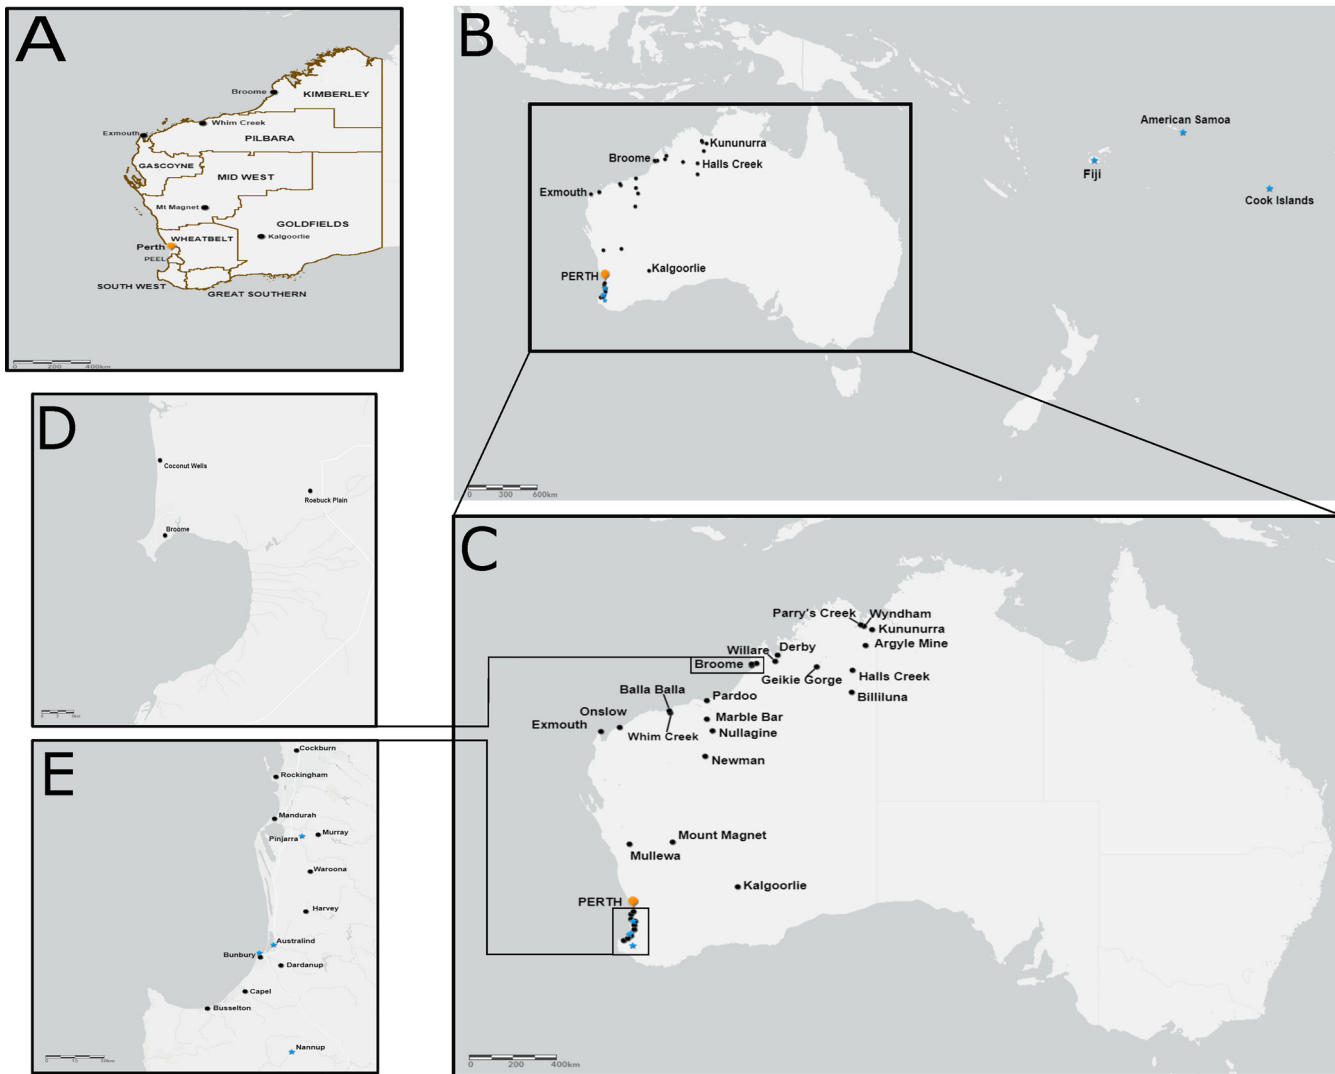 A
Broome
KIMBERLEY
Whim Creek
Exmouth
PILBARA
GASCOYNE
MID WEST
Mt Magnet
GOLDFIELDS
WHEATBELT
Kalgoorlie
Perth
PEEL
SOUTH WEST
GREAT SOUTHERN
0 200 400km
B
American Samoa
Kununurra
Broome
Halls Creek
Fiji
Exmouth
Cook Islands
Kalgoorlie
PERTH
0 300 600km
D
Coconut Wells
Roebuck Plain
Broome
C
Parry's Creek
Wyndham
Kununurra
Argyle Mine
Willare
Derby
Broome
Geikie Gorge
Halls Creek
Billiluna
Balla Balla
Pardoo
Onslow
Marble Bar
Exmouth
Whim Creek
Nullagine
Newman
Mount Magnet
Mullewa
Kalgoorlie
PERTH
0 200 400km
E
Cockburn
Rockingham
Mandurah
Murray
Pinjarra
Waroona
Harvey
Australind
Bunbury
Dardanup
Capel
Busselton
Nannup